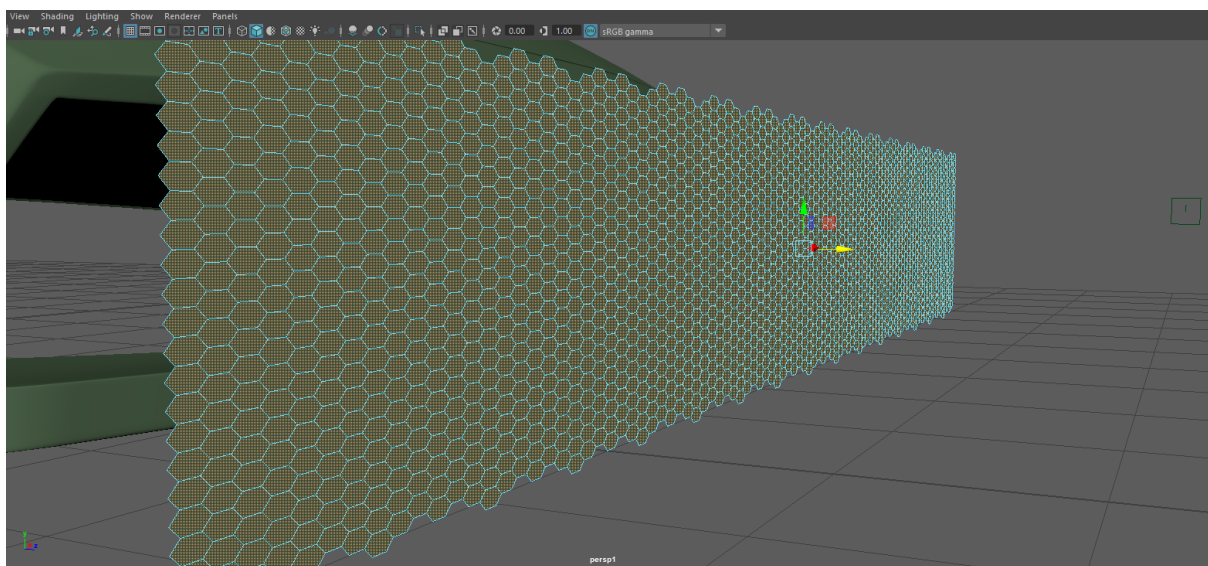 View Shading Lighting Show Renderer Panels
0.00 1.00 sRGB gamma
y
z
persp1